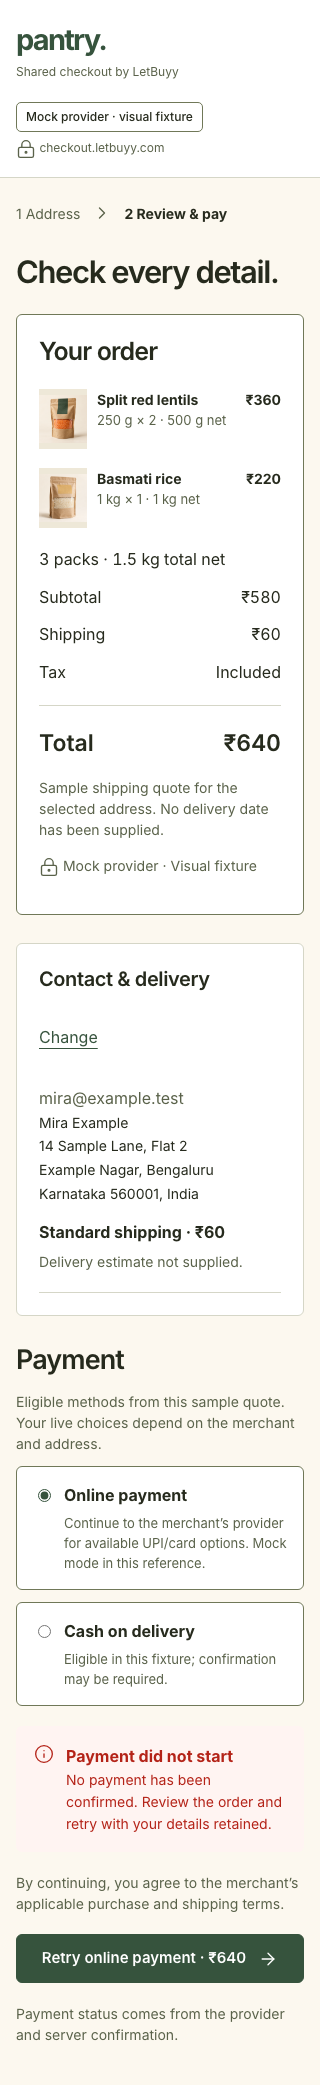 pantry.
Shared checkout by LetBuyy
Mock provider · visual fixture
checkout.letbuyy.com
1 Address
2 Review & pay
Check every detail.
Your order
Split red lentils ₹360
250 g × 2 · 500 g net
Basmati rice ₹220
1 kg × 1 · 1 kg net
3 packs · 1.5 kg total net
Subtotal ₹580
Shipping ₹60
Tax Included
Total ₹640
Sample shipping quote for the
selected address. No delivery date
has been supplied.
Mock provider · Visual fixture
Contact & delivery
Change
mira@example.test
Mira Example
14 Sample Lane, Flat 2
Example Nagar, Bengaluru
Karnataka 560001, India
Standard shipping · ₹60
Delivery estimate not supplied.
Payment
Eligible methods from this sample quote.
Your live choices depend on the merchant
and address.
Online payment
Continue to the merchant’s provider
for available UPI/card options. Mock
mode in this reference.
Cash on delivery
Eligible in this fixture; confirmation
may be required.
Payment did not start
No payment has been
confirmed. Review the order and
retry with your details retained.
By continuing, you agree to the merchant’s
applicable purchase and shipping terms.
Retry online payment · ₹640
Payment status comes from the provider
and server confirmation.